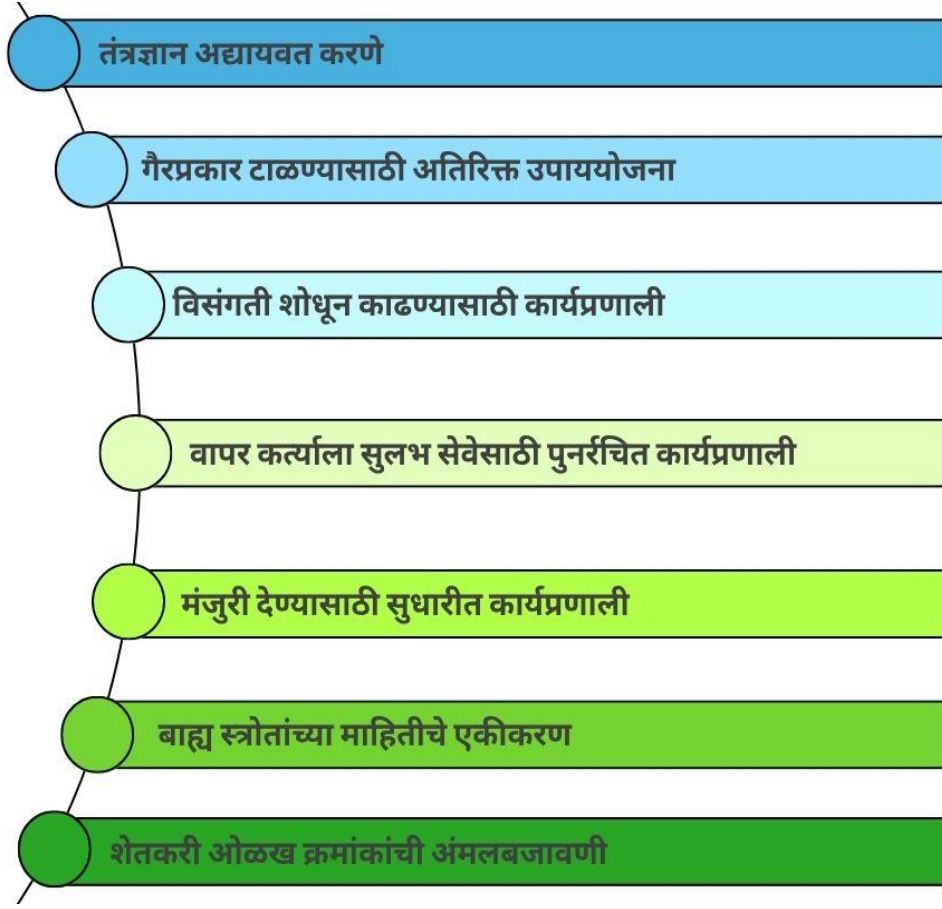 तंत्रज्ञान अद्यायवत करणे
गैरप्रकार टाळण्यासाठी अतिरिक्त उपाययोजना
विसंगती शोधून काढण्यासाठी कार्यप्रणाली
वापर कर्त्याला सुलभ सेवेसाठी पुनर्रचित कार्यप्रणाली
मंजुरी देण्यासाठी सुधारीत कार्यप्रणाली
बाह्य स्त्रोतांच्या माहितीचे एकीकरण
शेतकरी ओळख क्रमांकांची अंमलबजावणी